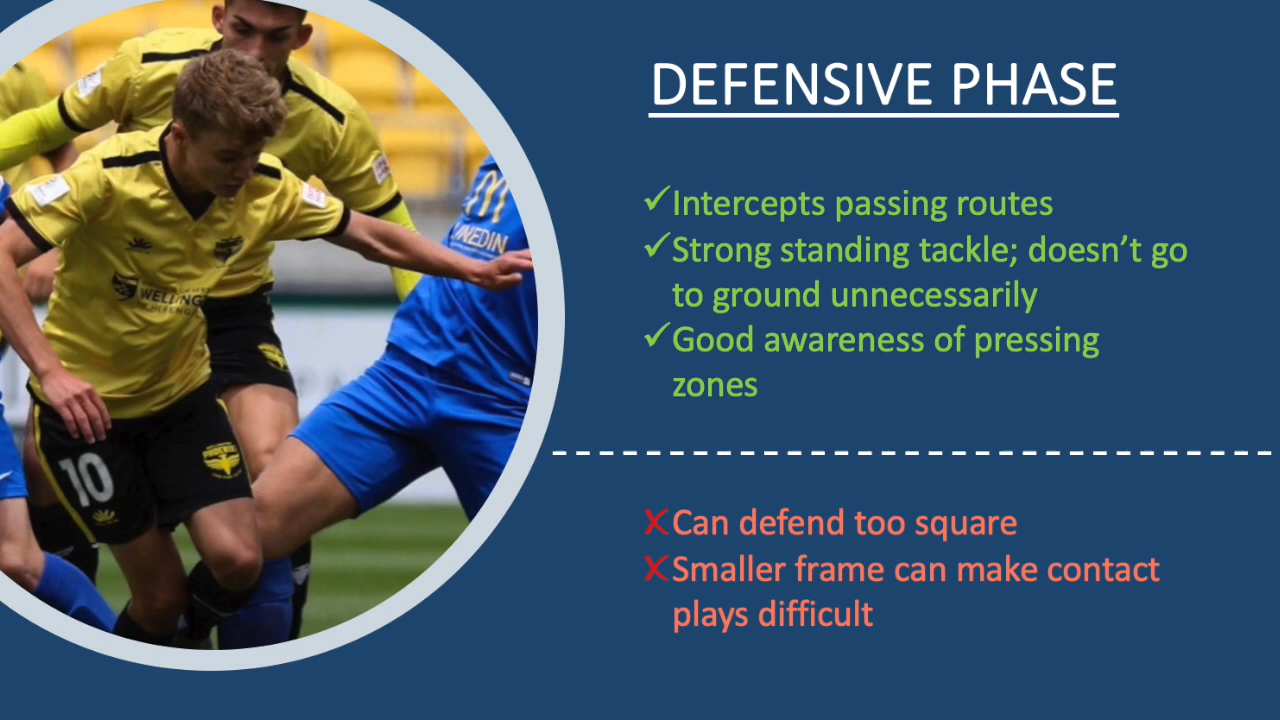 DEFENSIVE PHASE
✓Intercepts passing routes
✓Strong standing tackle; doesn’t go
to ground unnecessarily
✓Good awareness of pressing
zones
✗Can defend too square
✗Smaller frame can make contact
plays difficult
10